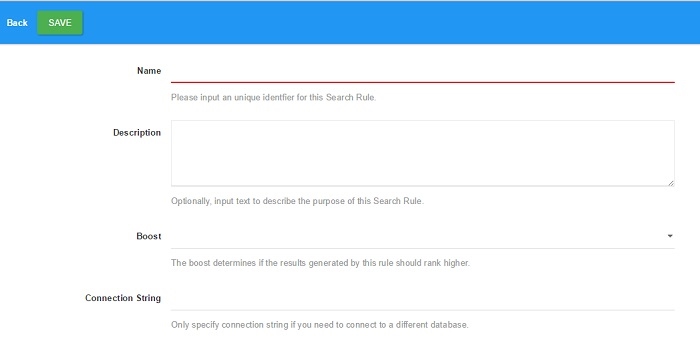 Back SAVE
Name
Please input an unique identfier for this Search Rule.
Description
Optionally, input text to describe the purpose of this Search Rule.
Boost
The boost determines if the results generated by this rule should rank higher.
Connection String
Only specify connection string if you need to connect to a different database.